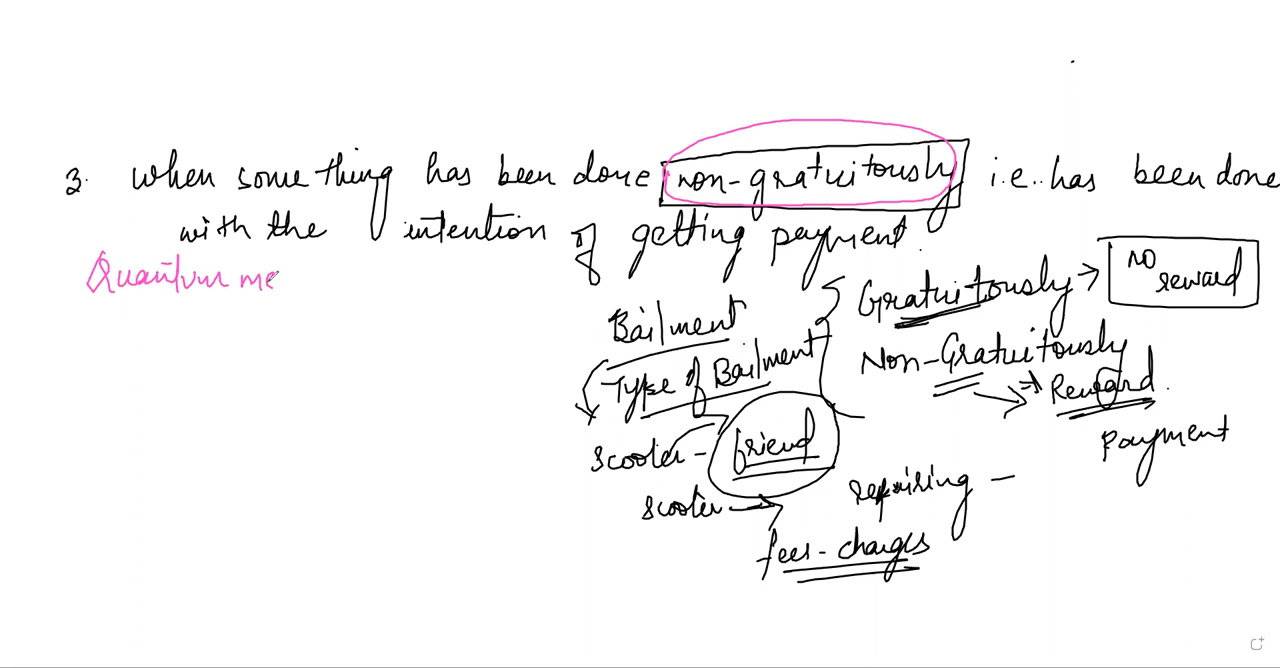 3. when something has been done non-gratuitously i.e. has been done
with the intention of getting payment.
Quantum me
Bailment
Type of Bailment
Gratuitously → no reward
Non-Gratuitously
→ Reward.
payment
scooter - friend
scooter →
repairing -
fees - charges